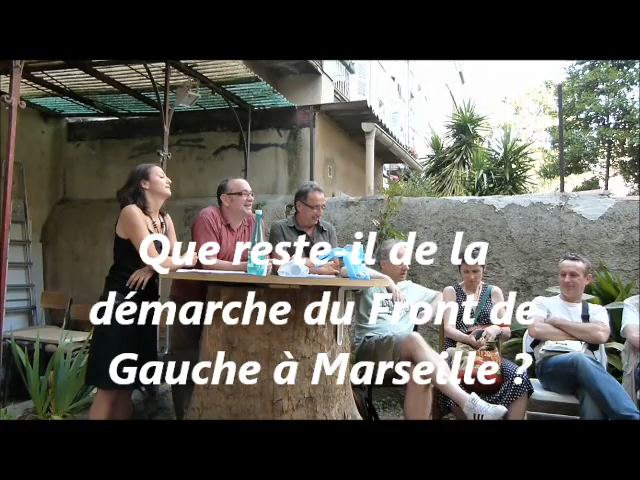 Que reste-il de la
démarche du Front de
Gauche à Marseille ?